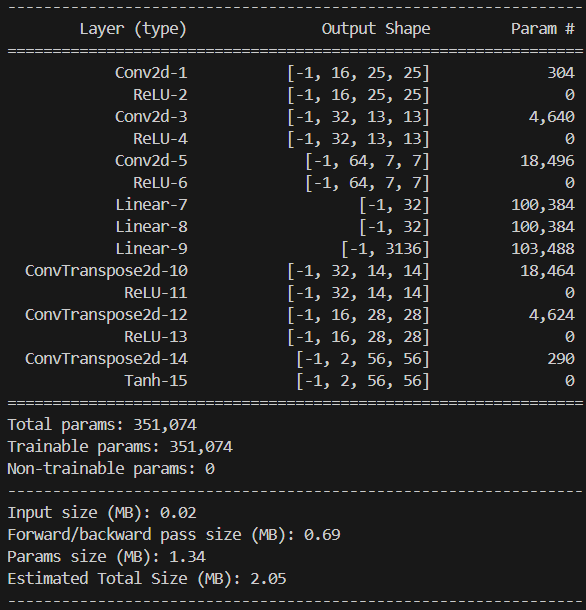 ----------------------------------------------------------------
Layer (type) Output Shape Param #
================================================================
Conv2d-1 [-1, 16, 25, 25] 304
ReLU-2 [-1, 16, 25, 25] 0
Conv2d-3 [-1, 32, 13, 13] 4,640
ReLU-4 [-1, 32, 13, 13] 0
Conv2d-5 [-1, 64, 7, 7] 18,496
ReLU-6 [-1, 64, 7, 7] 0
Linear-7 [-1, 32] 100,384
Linear-8 [-1, 32] 100,384
Linear-9 [-1, 3136] 103,488
ConvTranspose2d-10 [-1, 32, 14, 14] 18,464
ReLU-11 [-1, 32, 14, 14] 0
ConvTranspose2d-12 [-1, 16, 28, 28] 4,624
ReLU-13 [-1, 16, 28, 28] 0
ConvTranspose2d-14 [-1, 2, 56, 56] 290
Tanh-15 [-1, 2, 56, 56] 0
================================================================
Total params: 351,074
Trainable params: 351,074
Non-trainable params: 0
----------------------------------------------------------------
Input size (MB): 0.02
Forward/backward pass size (MB): 0.69
Params size (MB): 1.34
Estimated Total Size (MB): 2.05
----------------------------------------------------------------